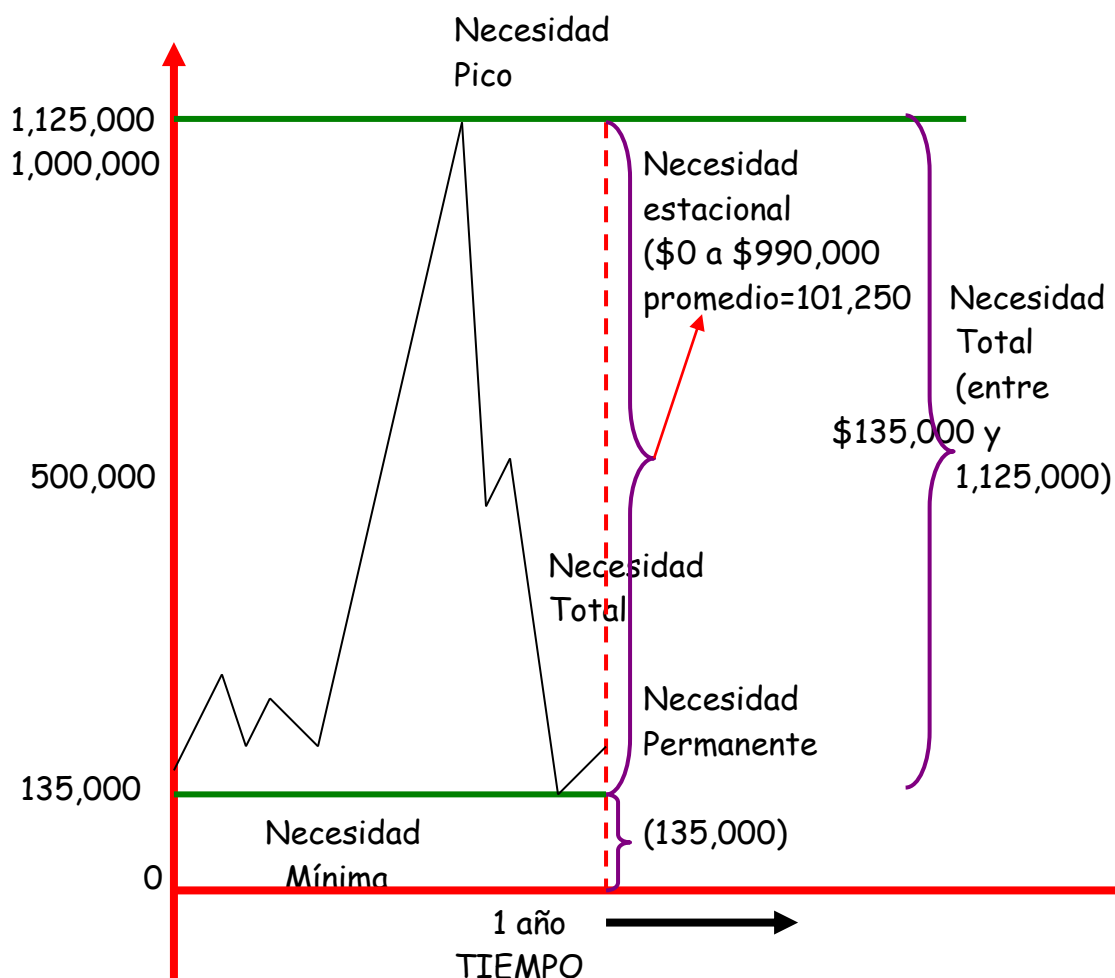 Necesidad
Pico
1,125,000
1,000,000
500,000
135,000
0
Necesidad
estacional
($0 a $990,000
promedio=101,250
Necesidad
Total
(entre
$135,000 y
1,125,000)
Necesidad
Total
Necesidad
Permanente
(135,000)
Necesidad
Mínima
1 año
TIEMPO